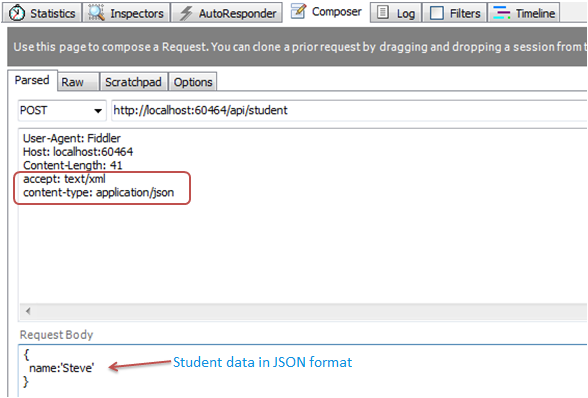 Statistics Inspectors AutoResponder Composer Log Filters Timeline
Use this page to compose a Request. You can clone a prior request by dragging and dropping a session from
Parsed Raw Scratchpad Options
POST http://localhost:60464/api/student
User-Agent: Fiddler
Host: localhost:60464
Content-Length: 41
accept: text/xml
content-type: application/json
Request Body
{
name:'Steve' Student data in JSON format
}